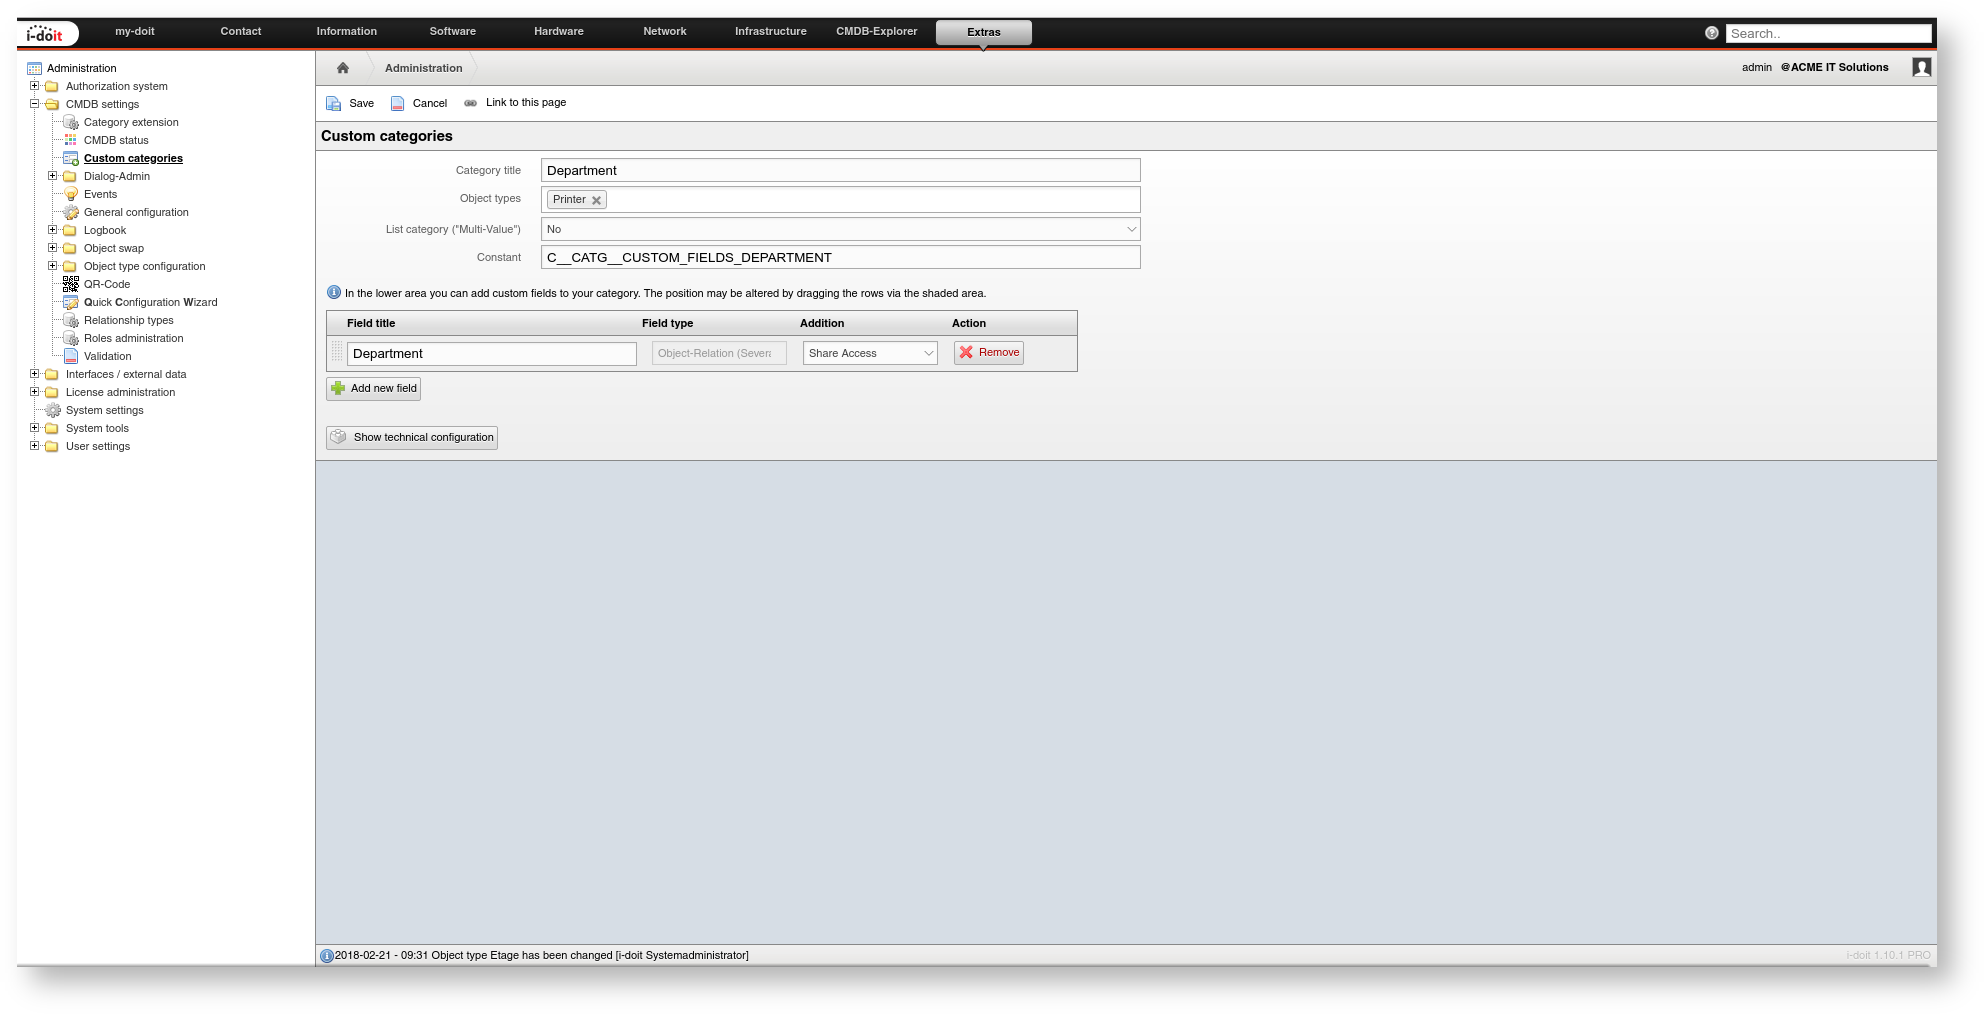 i-doit
my-doit Contact Information Software Hardware Network Infrastructure CMDB-Explorer Extras Search..
Administration
Authorization system
CMDB settings
Category extension
CMDB status
Custom categories
Dialog-Admin
Events
General configuration
Logbook
Object swap
Object type configuration
QR-Code
Quick Configuration Wizard
Relationship types
Roles administration
Validation
Interfaces / external data
License administration
System settings
System tools
User settings
Administration
admin @ACME IT Solutions
Save Cancel Link to this page
Custom categories
Category title Department
Object types Printer
List category ("Multi-Value") No
Constant C__CATG__CUSTOM_FIELDS_DEPARTMENT
In the lower area you can add custom fields to your category. The position may be altered by dragging the rows via the shaded area.
Field title Field type Addition Action
Department Object-Relation (Severa Share Access Remove
Add new field
Show technical configuration
2018-02-21 - 09:31 Object type Etage has been changed [i-doit Systemadministrator]
i-doit 1.10.1 PRO